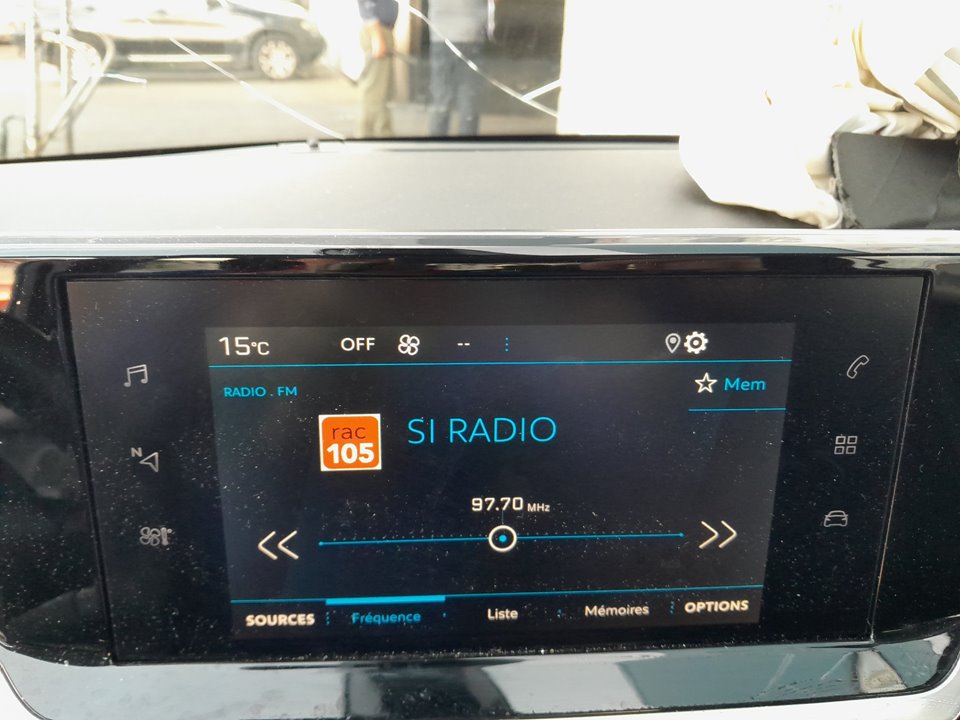 15°C OFF -- 
RADIO . FM
Mem
rac
105
SI RADIO
97.70 MHz
N
SOURCES Fréquence Liste Mémoires OPTIONS